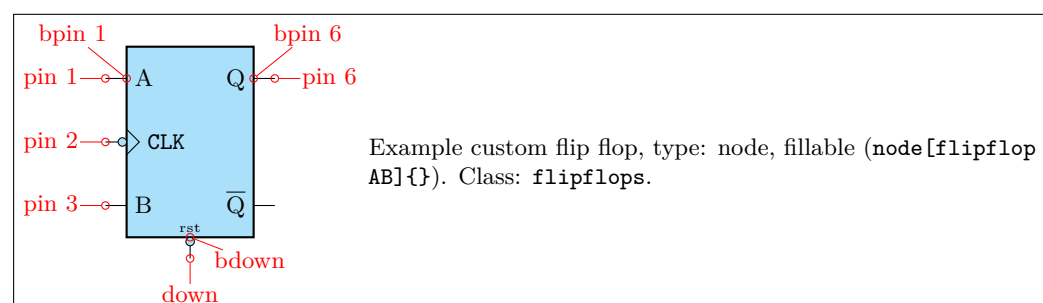 bpin 1
bpin 6
pin 1
A
Q
pin 6
pin 2
CLK
Example custom flip flop, type: node, fillable (node[flipflop
AB]{}). Class: flipflops.
pin 3
B
Q̅
rst
bdown
down